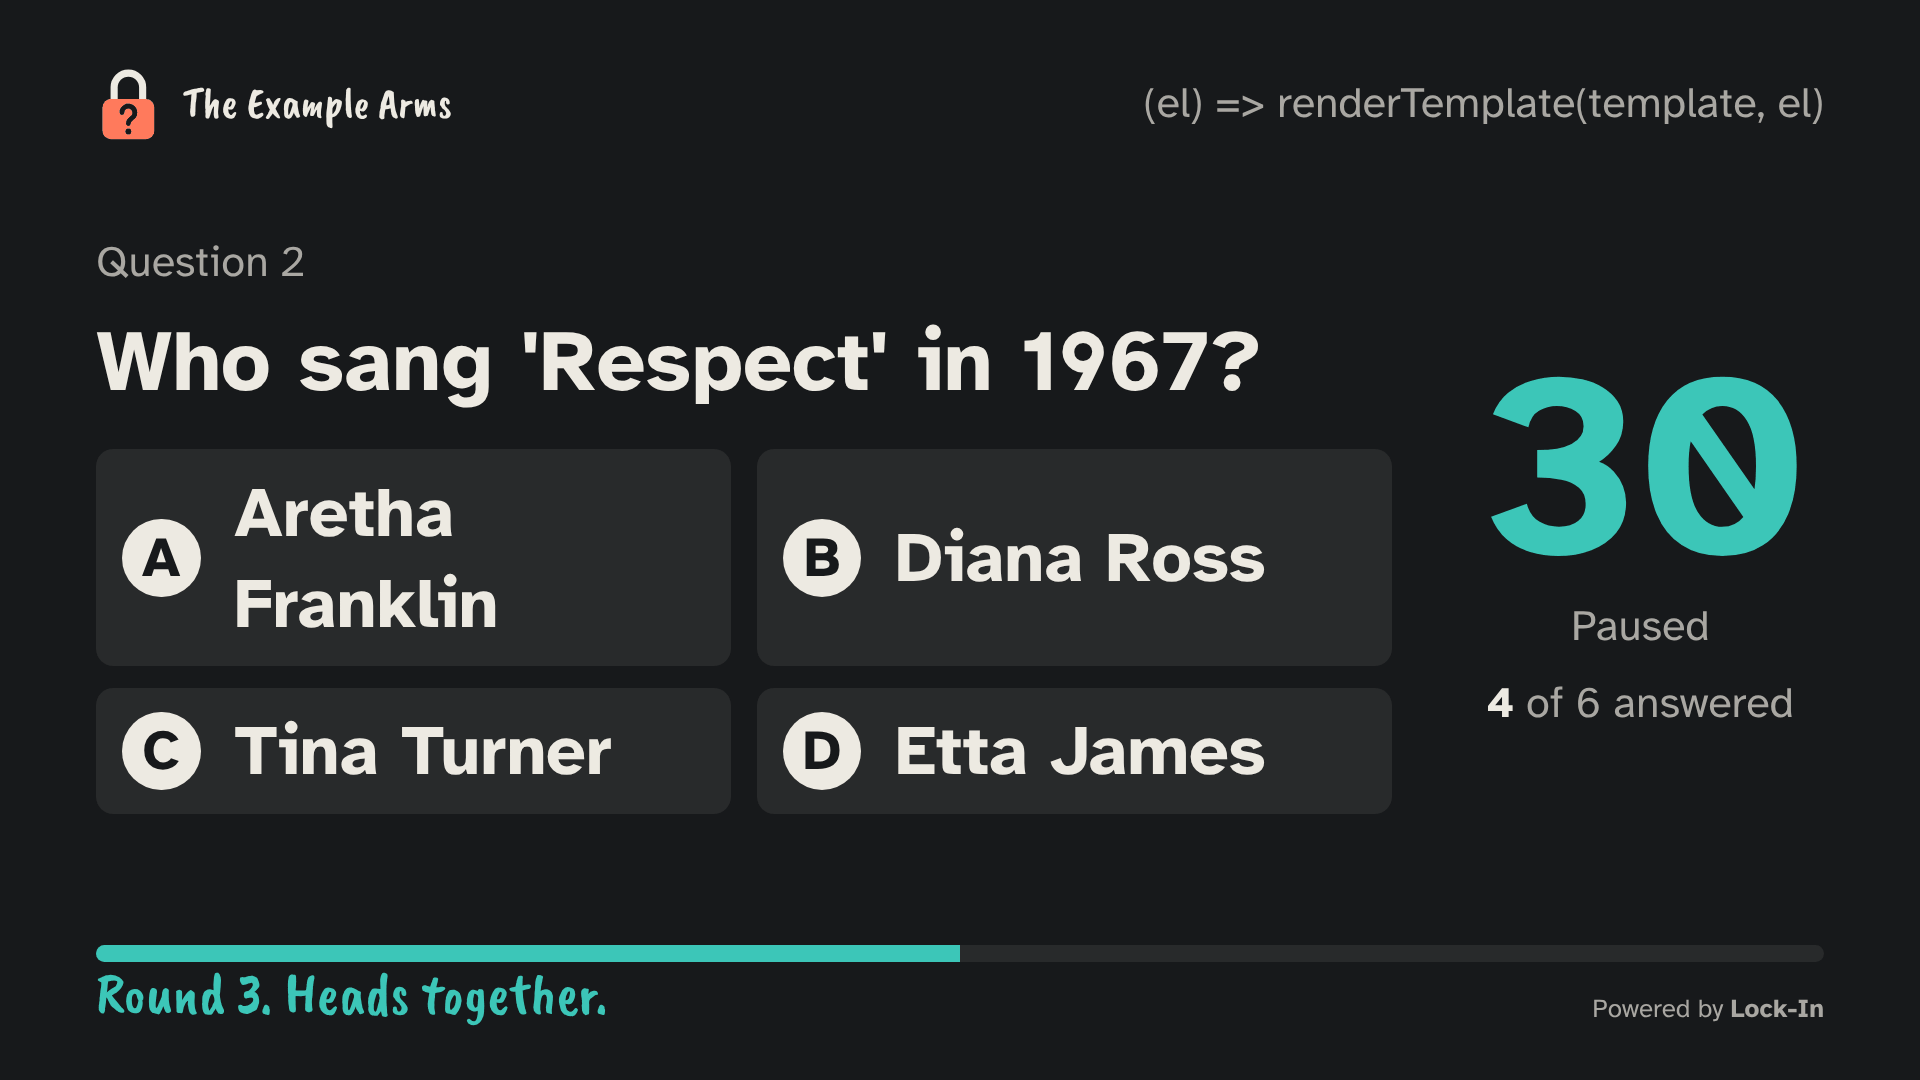 ?
The Example Arms
(el) => renderTemplate(template, el)
Question 2
Who sang 'Respect' in 1967?
A Aretha
Franklin
B Diana Ross
C Tina Turner
D Etta James
30
Paused
4 of 6 answered
Round 3. Heads together.
Powered by Lock-In